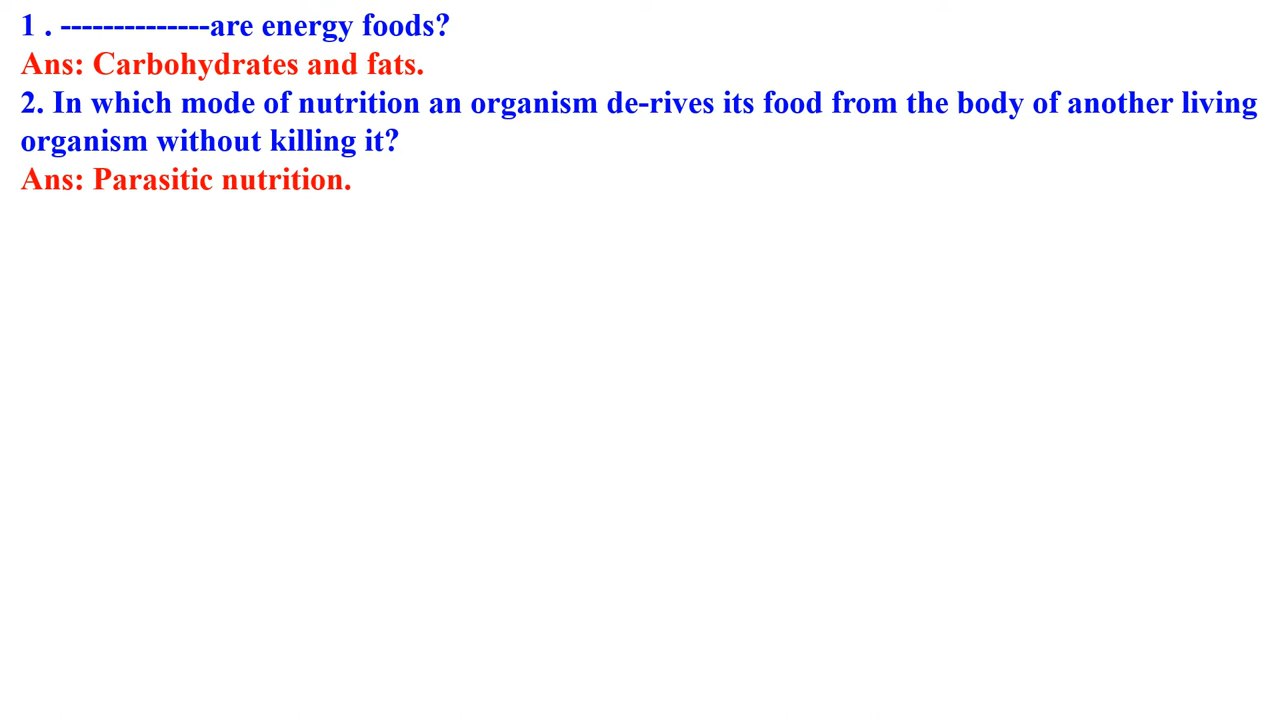 1 . --------------are energy foods?
Ans: Carbohydrates and fats.
2. In which mode of nutrition an organism de-rives its food from the body of another living
organism without killing it?
Ans: Parasitic nutrition.